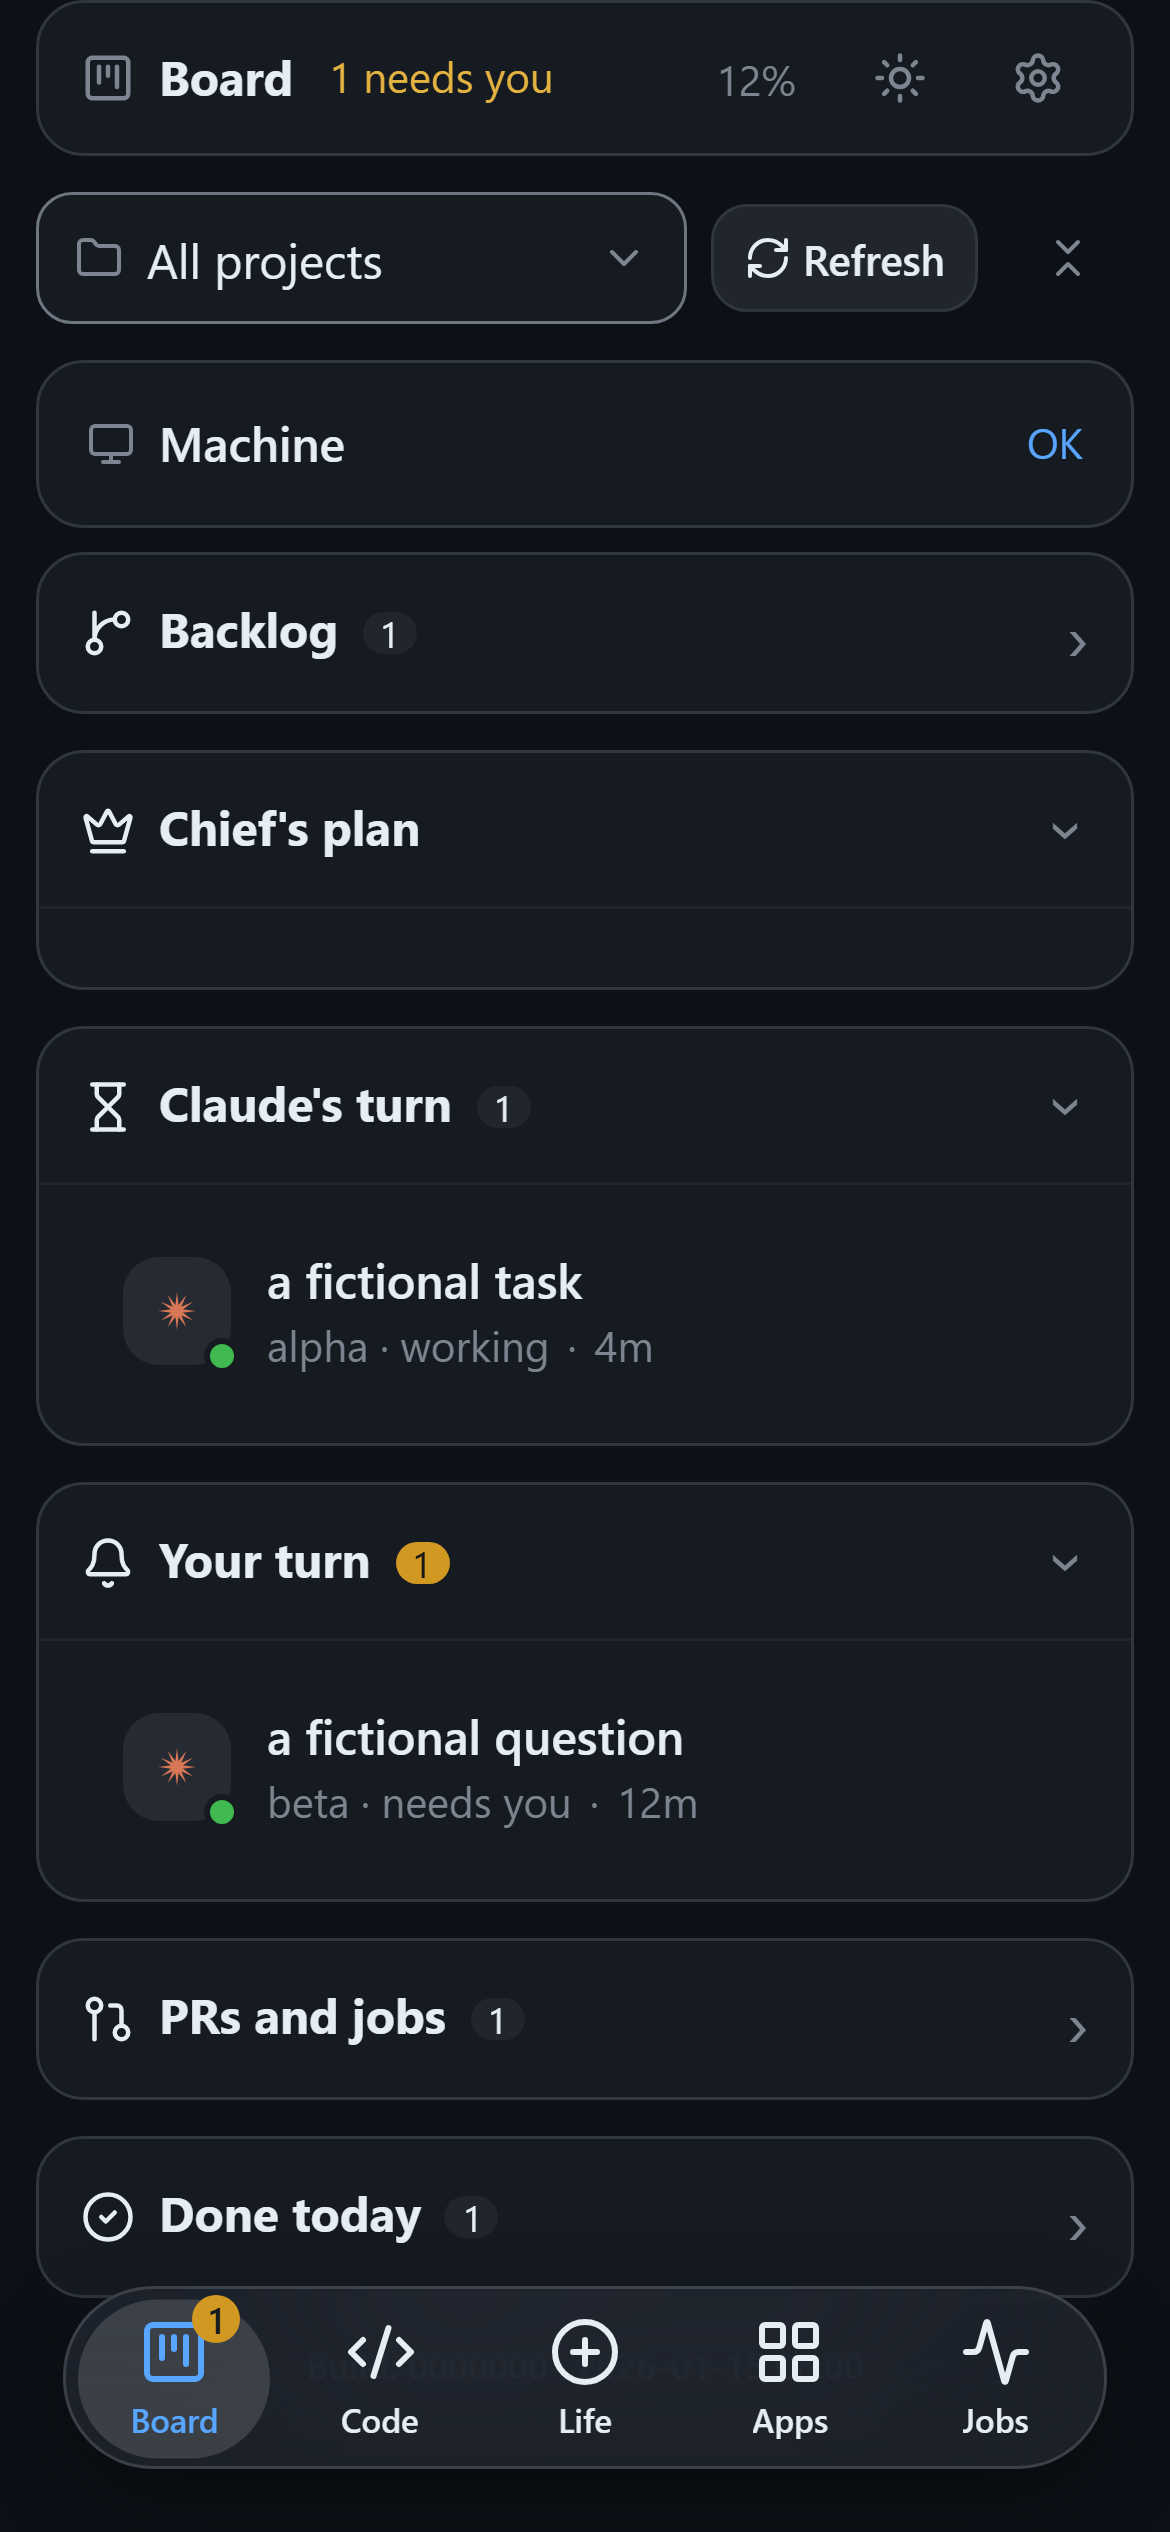 Board 1 needs you 12%
All projects Refresh
Machine OK
Backlog 1
Chief's plan
Claude's turn 1
a fictional task
alpha · working · 4m
Your turn 1
a fictional question
beta · needs you · 12m
PRs and jobs 1
Done today 1
1
Board Code Life Apps Jobs